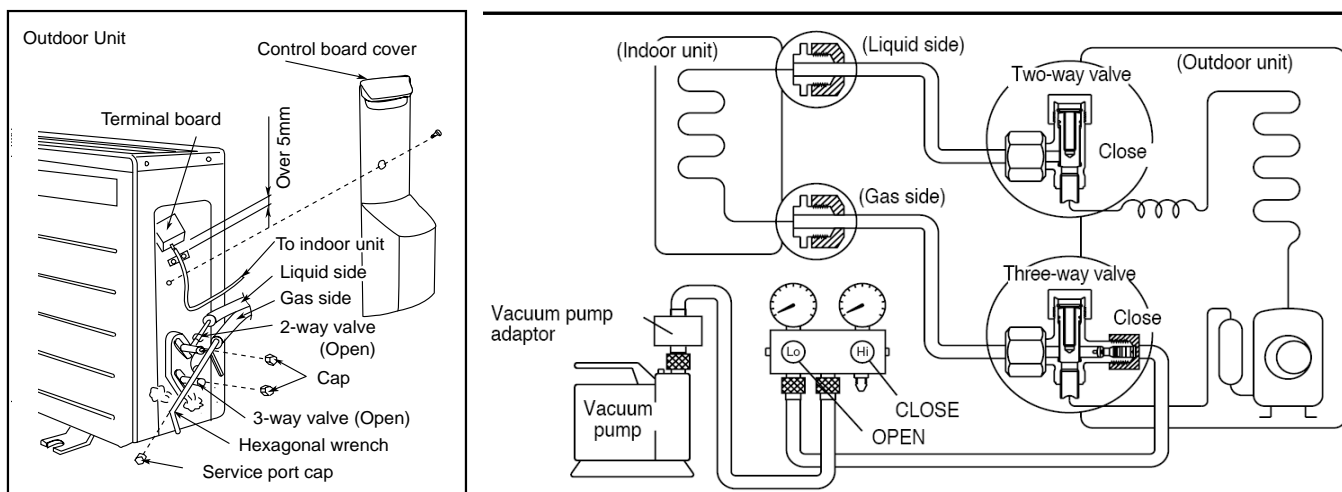 Outdoor Unit
Control board cover
Terminal board
Over 5mm
To indoor unit
Liquid side
Gas side
2-way valve
(Open)
Cap
3-way valve (Open)
Hexagonal wrench
Service port cap
(Indoor unit)
(Liquid side)
Two-way valve
(Outdoor unit)
Close
(Gas side)
Three-way valve
Close
Vacuum pump
adaptor
Lo
Hi
CLOSE
OPEN
Vacuum
pump